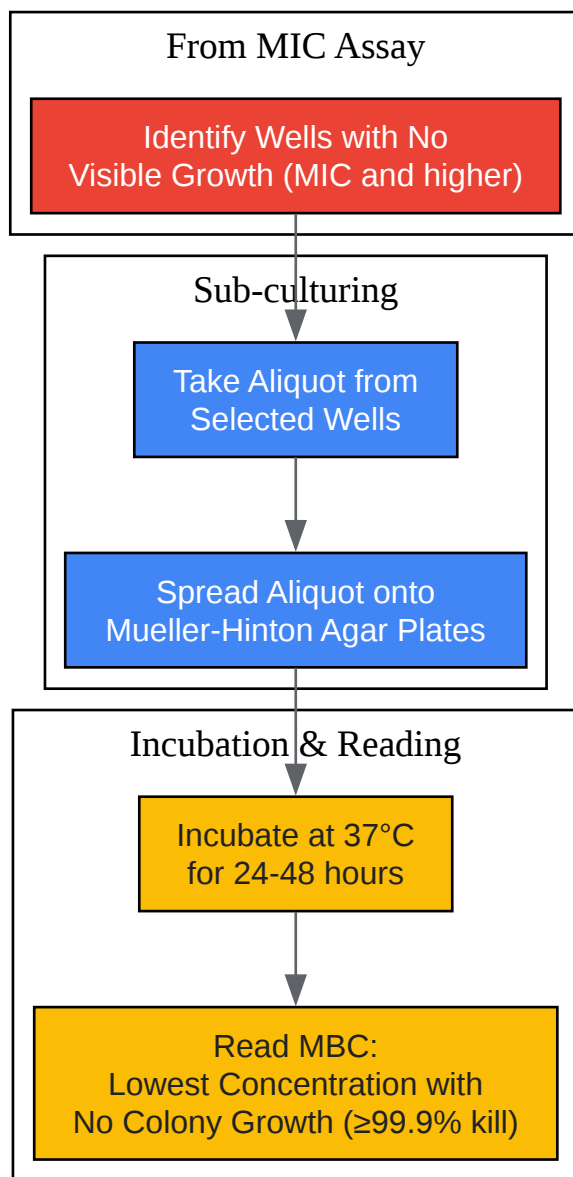 From MIC Assay
Identify Wells with No
Visible Growth (MIC and higher)
Sub-culturing
Take Aliquot from
Selected Wells
Spread Aliquot onto
Mueller-Hinton Agar Plates
Incubation & Reading
Incubate at 37°C
for 24-48 hours
Read MBC:
Lowest Concentration with
No Colony Growth (≥99.9% kill)